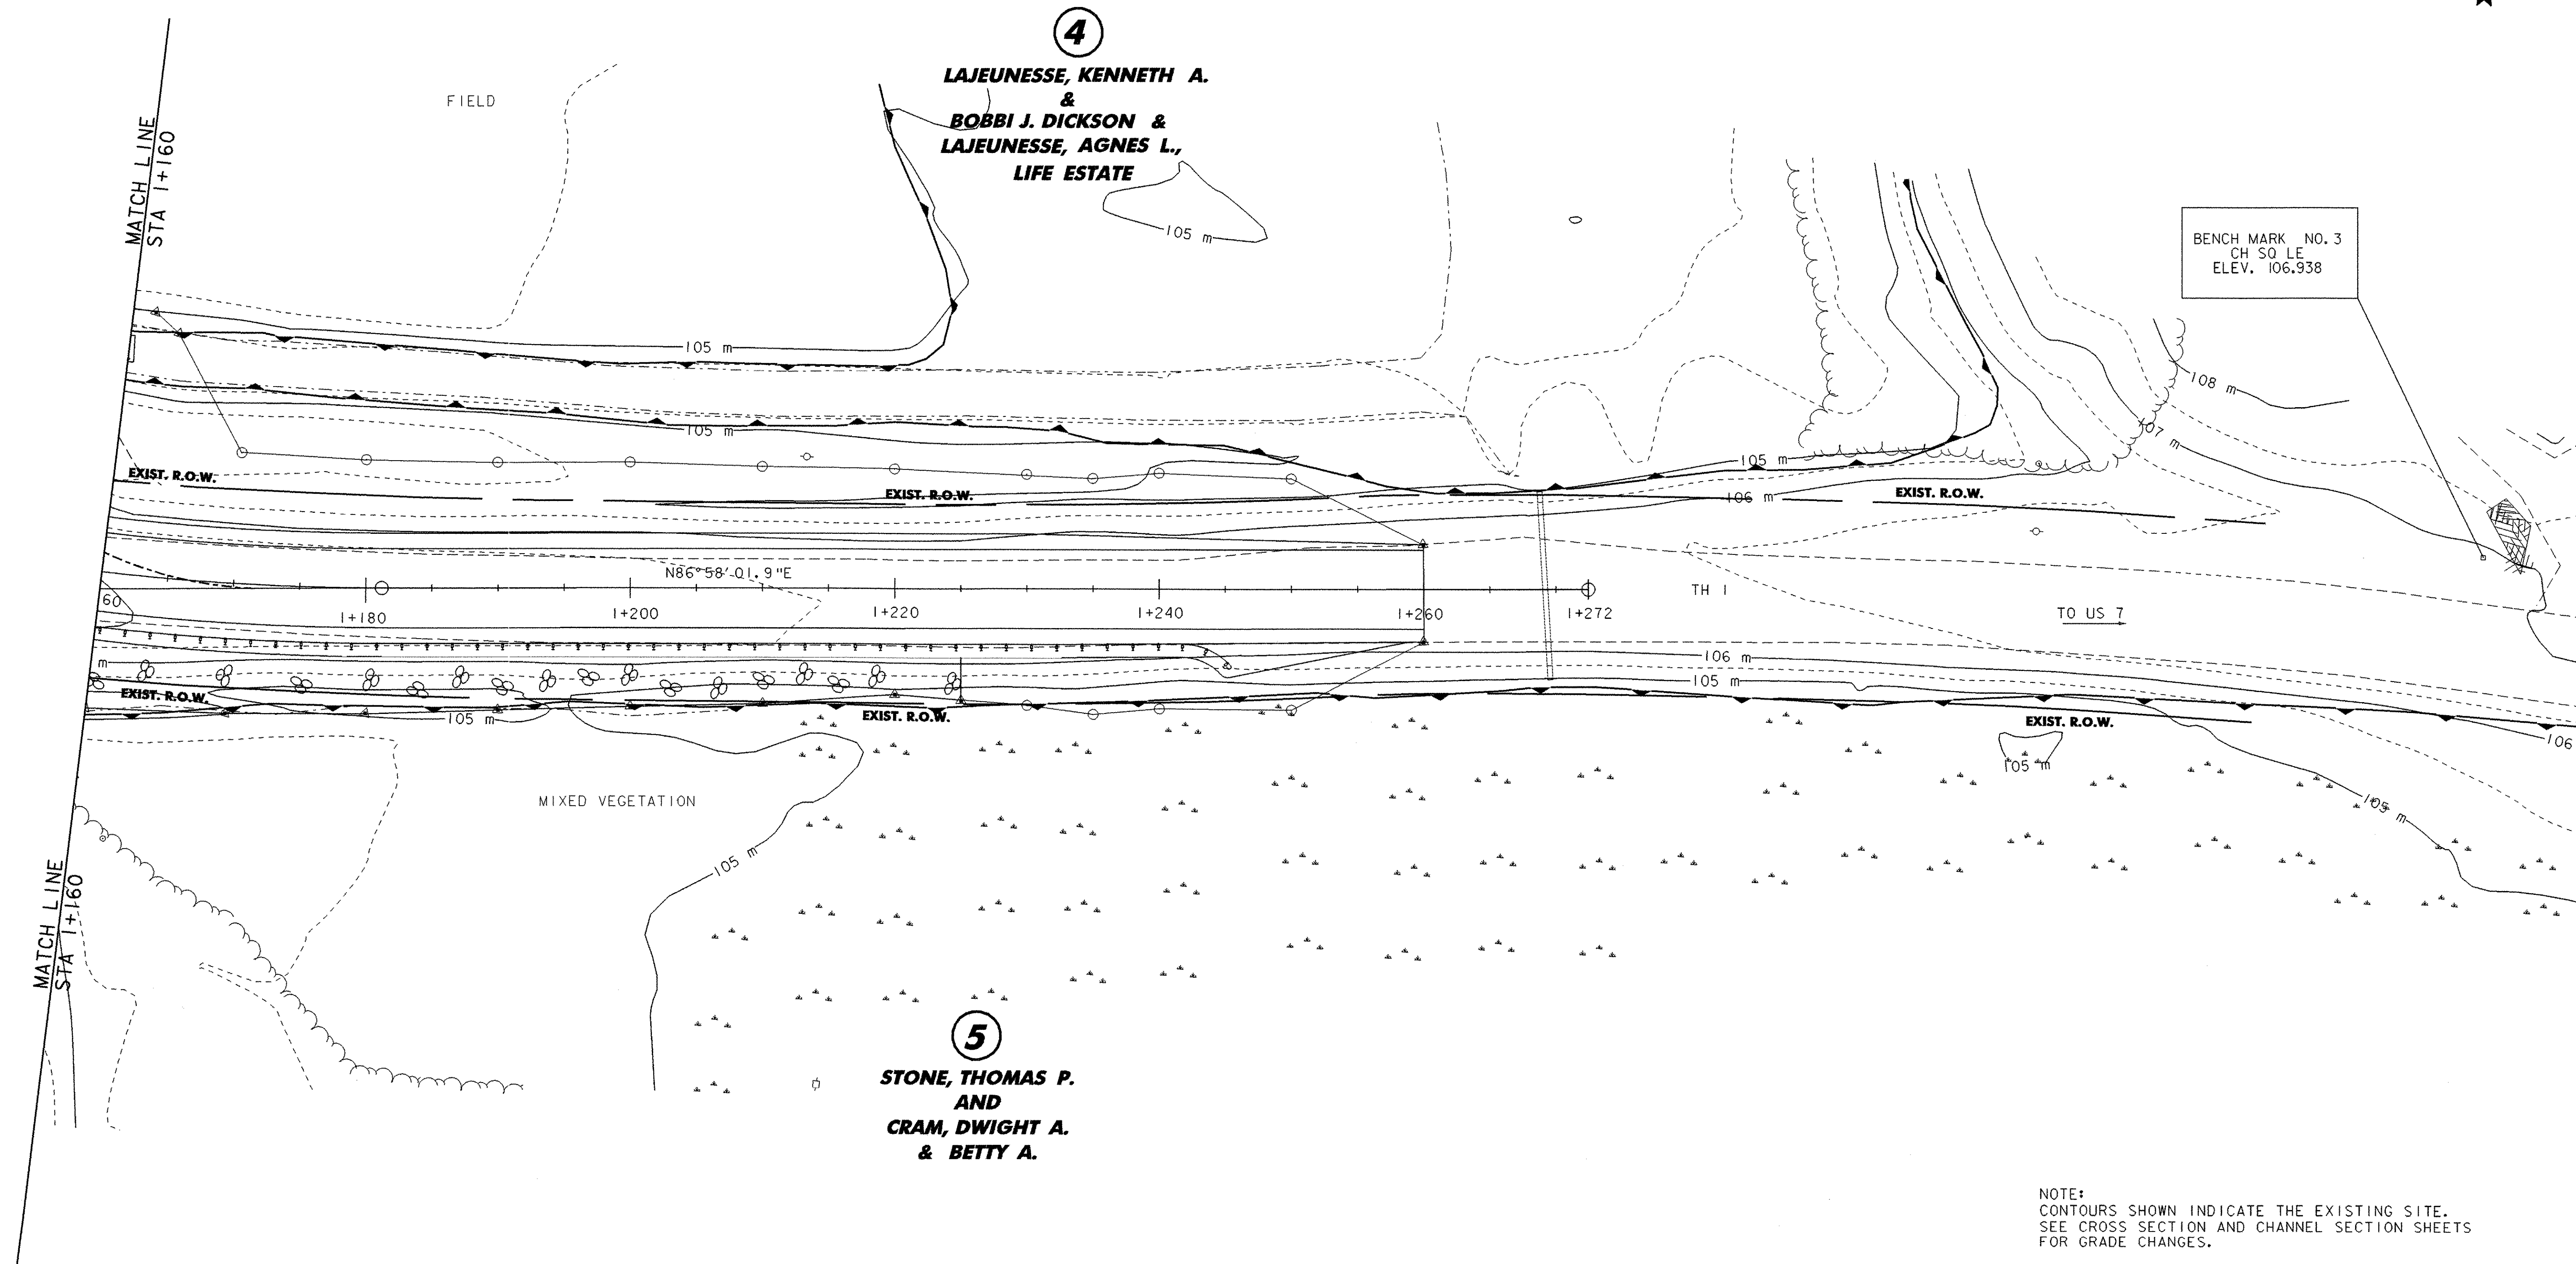 4
LAJEUNESSE, KENNETH A.
&
BOBBI J. DICKSON &
LAJEUNESSE, AGNES L.,
LIFE ESTATE
FIELD
MATCH LINE
STA 1+160
105 m
BENCH MARK NO. 3
CH SQ LE
ELEV. 106.938
105 m
108 m
105 m
107 m
105 m
EXIST. R.O.W.
EXIST. R.O.W.
106 m
EXIST. R.O.W.
N86°58'01.9"E
60
1+180
1+200
1+220
1+240
1+260
1+272
TH 1
TO US 7
m
106 m
105 m
EXIST. R.O.W.
105 m
EXIST. R.O.W.
EXIST. R.O.W.
106
105 m
105 m
MIXED VEGETATION
105 m
MATCH LINE
STA 1+160
5
STONE, THOMAS P.
AND
CRAM, DWIGHT A.
& BETTY A.
NOTE:
CONTOURS SHOWN INDICATE THE EXISTING SITE.
SEE CROSS SECTION AND CHANNEL SECTION SHEETS
FOR GRADE CHANGES.